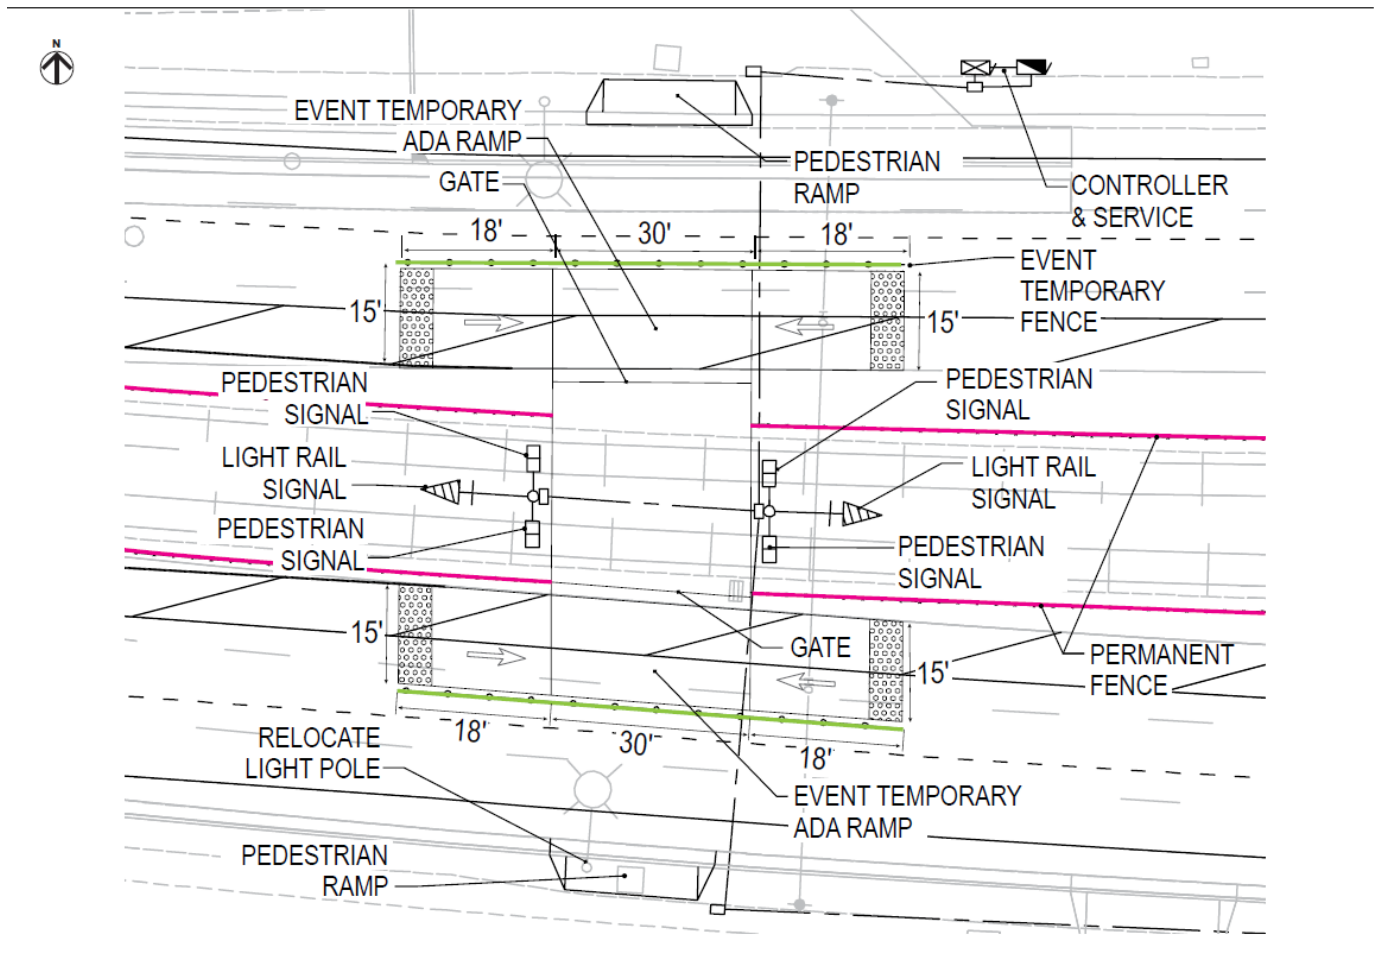 N
EVENT TEMPORARY
ADA RAMP
GATE
PEDESTRIAN
RAMP
CONTROLLER
& SERVICE
18'
30'
18'
EVENT
TEMPORARY
FENCE
15'
15'
PEDESTRIAN
SIGNAL
PEDESTRIAN
SIGNAL
LIGHT RAIL
SIGNAL
LIGHT RAIL
SIGNAL
PEDESTRIAN
SIGNAL
PEDESTRIAN
SIGNAL
15'
GATE
15'
PERMANENT
FENCE
18'
30'
18'
RELOCATE
LIGHT POLE
EVENT TEMPORARY
ADA RAMP
PEDESTRIAN
RAMP